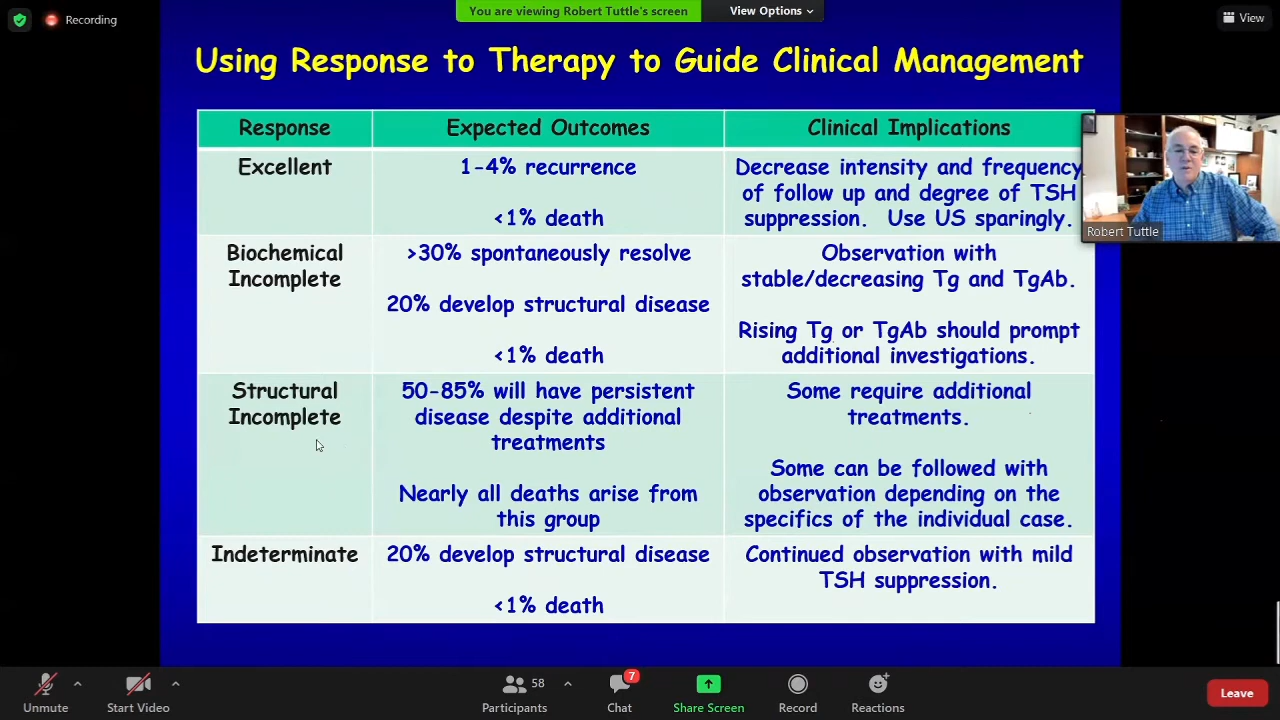 Recording
You are viewing Robert Tuttle's screen
View Options
View
Using Response to Therapy to Guide Clinical Management
Response
Expected Outcomes
Clinical Implications
Excellent
1-4% recurrence
<1% death
Decrease intensity and frequency
of follow up and degree of TSH
suppression. Use US sparingly.
Robert Tuttle
Biochemical
Incomplete
>30% spontaneously resolve
20% develop structural disease
<1% death
Observation with
stable/decreasing Tg and TgAb.
Rising Tg or TgAb should prompt
additional investigations.
Structural
Incomplete
50-85% will have persistent
disease despite additional
treatments
Nearly all deaths arise from
this group
Some require additional
treatments.
Some can be followed with
observation depending on the
specifics of the individual case.
Indeterminate
20% develop structural disease
<1% death
Continued observation with mild
TSH suppression.
Unmute
Start Video
58
Participants
7
Chat
Share Screen
Record
Reactions
Leave